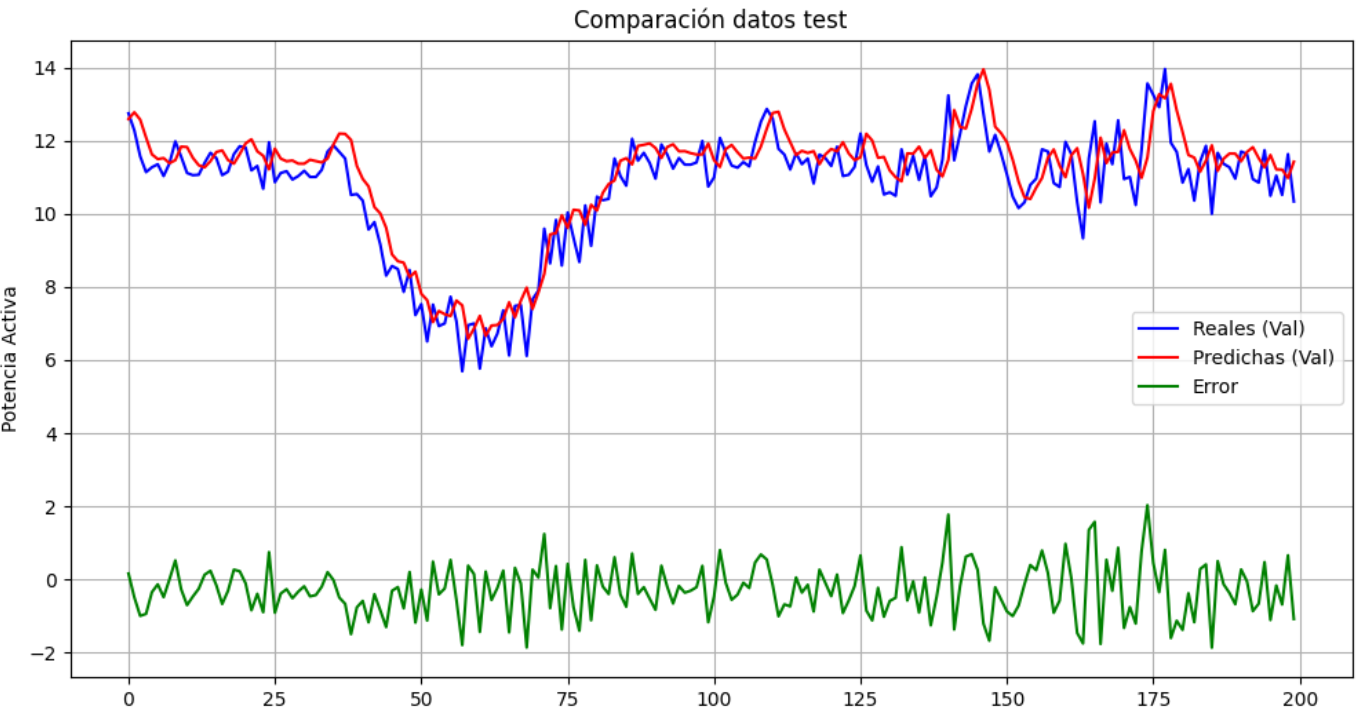 Comparación datos test
14
12
10
8
6
4
2
0
−2
Potencia Activa
Reales (Val)
Predichas (Val)
Error
0 25 50 75 100 125 150 175 200